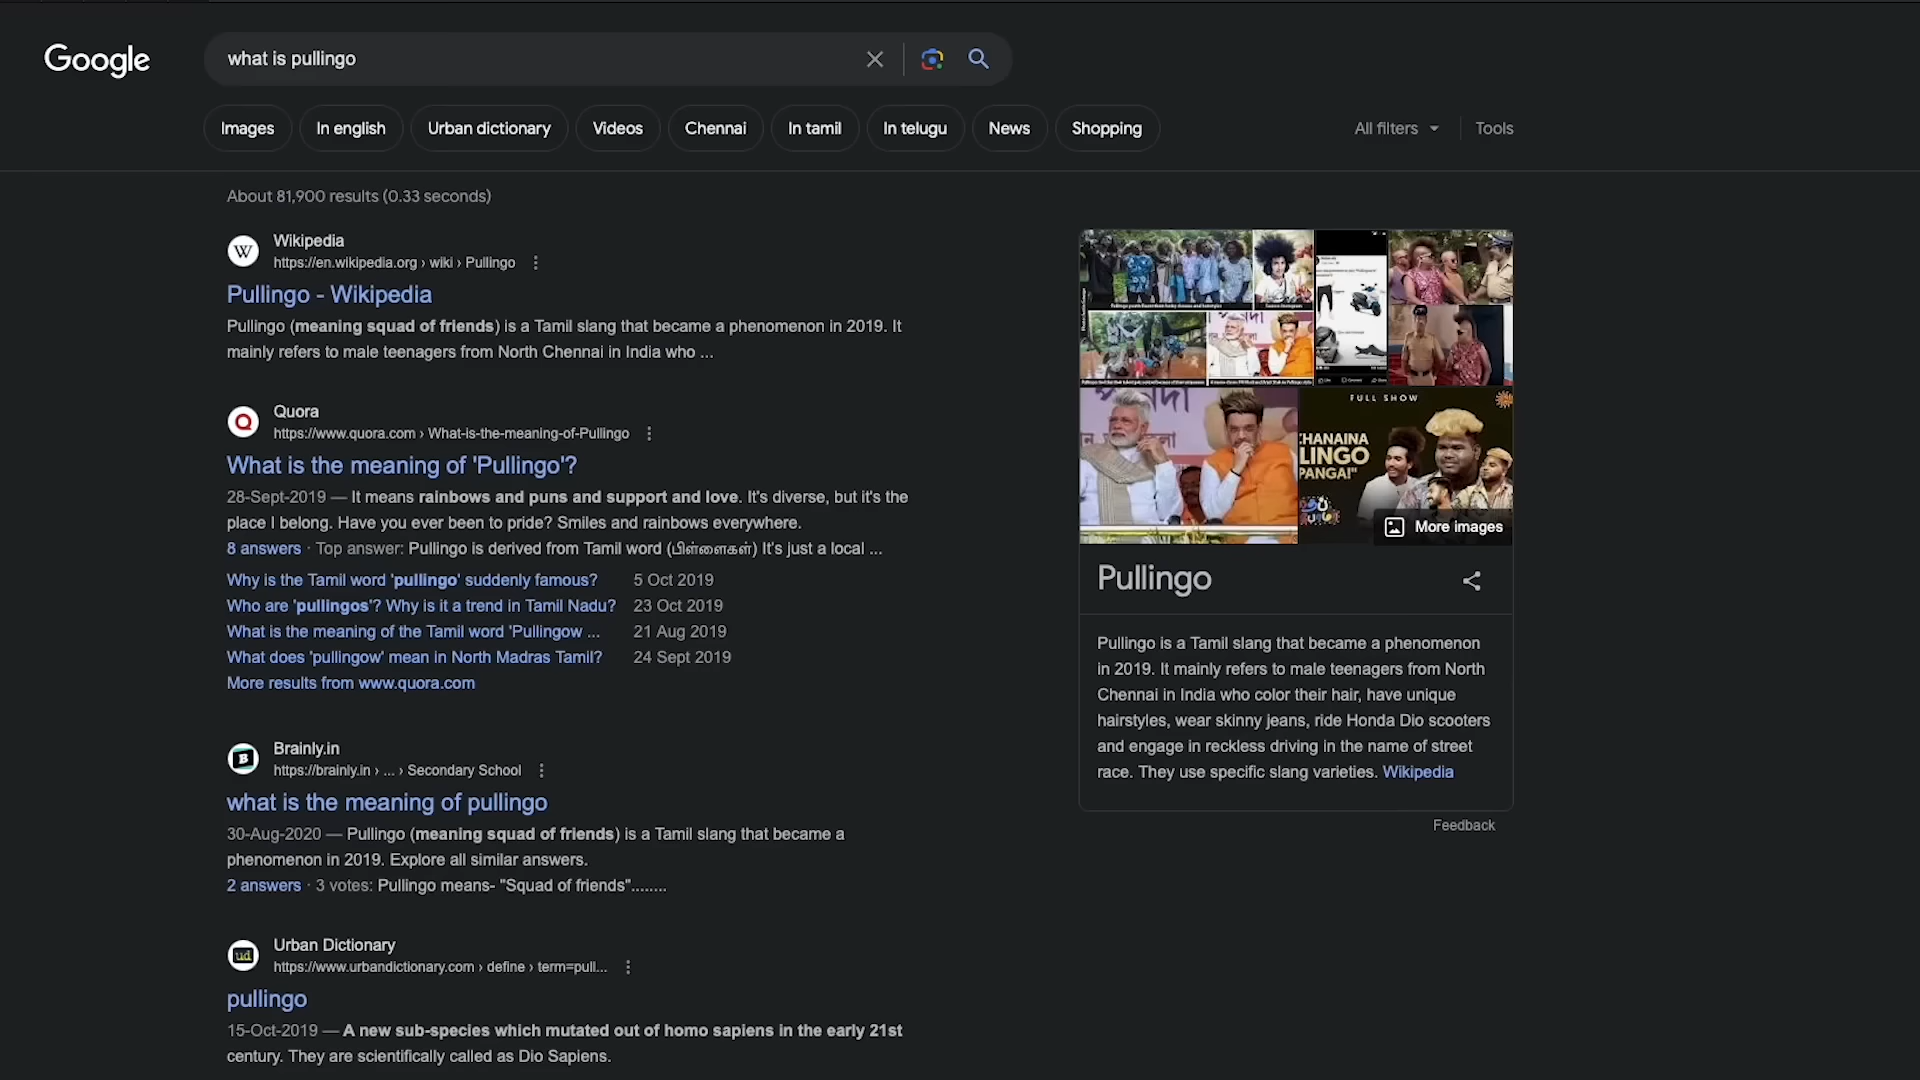 Google
what is pullingo
Images
In english
Urban dictionary
Videos
Chennai
In tamil
In telugu
News
Shopping
All filters
Tools
About 81,900 results (0.33 seconds)
W
Wikipedia
https://en.wikipedia.org › wiki › Pullingo
Pullingo - Wikipedia
Pullingo (meaning squad of friends) is a Tamil slang that became a phenomenon in 2019. It
mainly refers to male teenagers from North Chennai in India who ...
Q
Quora
https://www.quora.com › What-is-the-meaning-of-Pullingo
What is the meaning of 'Pullingo'?
28-Sept-2019 — It means rainbows and puns and support and love. It's diverse, but it's the
place I belong. Have you ever been to pride? Smiles and rainbows everywhere.
8 answers · Top answer: Pullingo is derived from Tamil word (பிள்ளைகள்) It's just a local ...
Why is the Tamil word 'pullingo' suddenly famous? 5 Oct 2019
Who are 'pullingos'? Why is it a trend in Tamil Nadu? 23 Oct 2019
What is the meaning of the Tamil word 'Pullingow ... 21 Aug 2019
What does 'pullingow' mean in North Madras Tamil? 24 Sept 2019
More results from www.quora.com
B
Brainly.in
https://brainly.in › ... › Secondary School
what is the meaning of pullingo
30-Aug-2020 — Pullingo (meaning squad of friends) is a Tamil slang that became a
phenomenon in 2019. Explore all similar answers.
2 answers · 3 votes: Pullingo means- "Squad of friends"........
ud
Urban Dictionary
https://www.urbandictionary.com › define › term=pull...
pullingo
15-Oct-2019 — A new sub-species which mutated out of homo sapiens in the early 21st
century. They are scientifically called as Dio Sapiens.
FULL SHOW
CHANAINA
LINGO
PANGA!"
More images
Pullingo
Pullingo is a Tamil slang that became a phenomenon
in 2019. It mainly refers to male teenagers from North
Chennai in India who color their hair, have unique
hairstyles, wear skinny jeans, ride Honda Dio scooters
and engage in reckless driving in the name of street
race. They use specific slang varieties. Wikipedia
Feedback